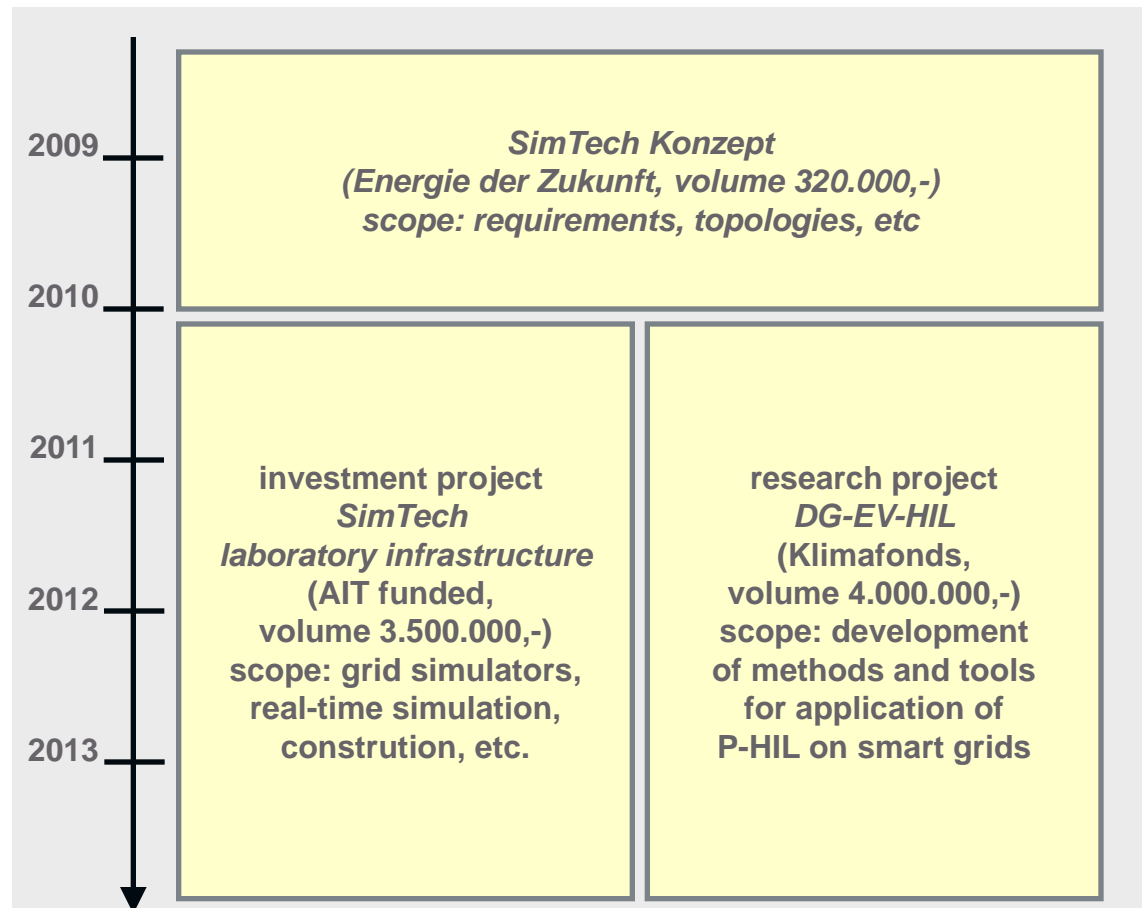 2009
2010
2011
2012
2013
SimTech Konzept
(Energie der Zukunft, volume 320.000,-)
scope: requirements, topologies, etc
investment project
SimTech
laboratory infrastructure
(AIT funded,
volume 3.500.000,-)
scope: grid simulators,
real-time simulation,
constrution, etc.
research project
DG-EV-HIL
(Klimafonds,
volume 4.000.000,-)
scope: development
of methods and tools
for application of
P-HIL on smart grids